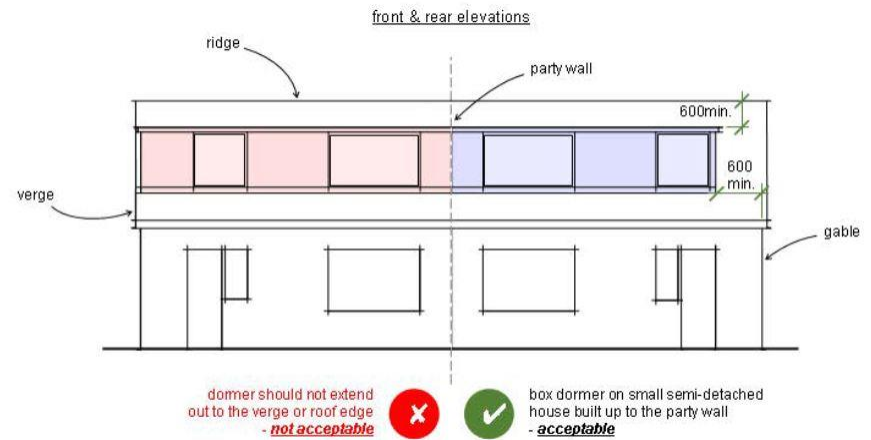 front & rear elevations
ridge
party wall
600min.
600
min.
verge
gable
dormer should not extend
out to the verge or roof edge
- not acceptable
box dormer on small semi-detached
house built up to the party wall
- acceptable